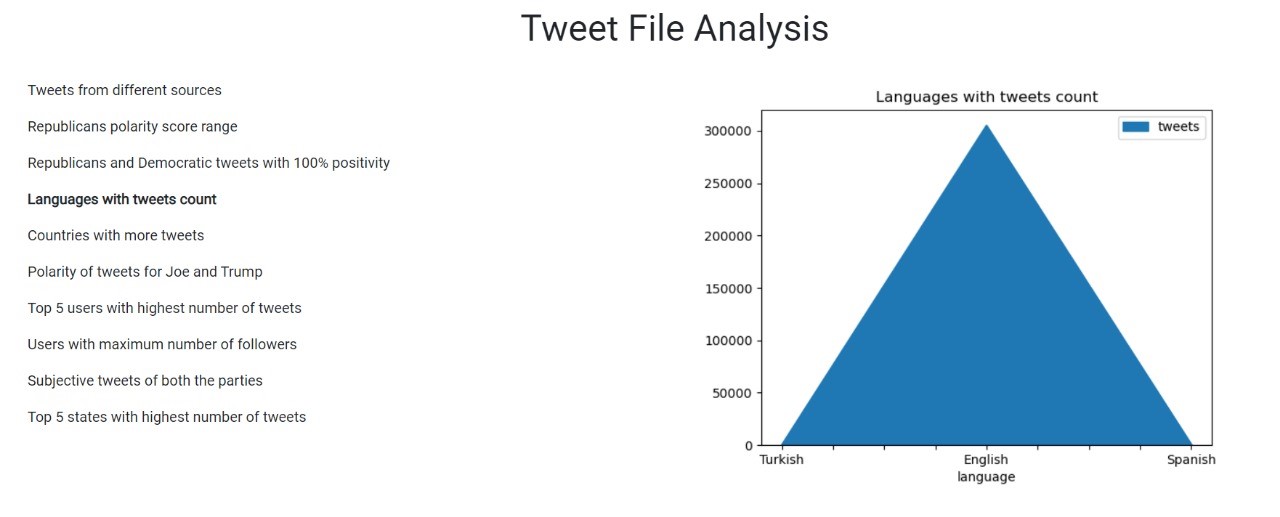 Tweet File Analysis
Tweets from different sources
Republicans polarity score range
Republicans and Democratic tweets with 100% positivity
Languages with tweets count
Countries with more tweets
Polarity of tweets for Joe and Trump
Top 5 users with highest number of tweets
Users with maximum number of followers
Subjective tweets of both the parties
Top 5 states with highest number of tweets
Languages with tweets count
tweets
300000
250000
200000
150000
100000
50000
0
Turkish English Spanish
language